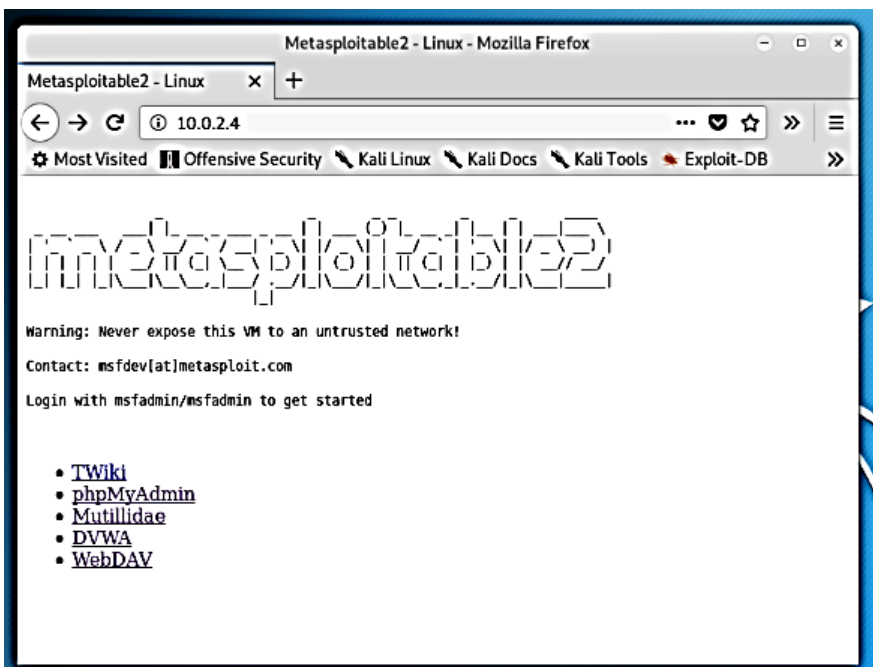 Metasploitable2 - Linux - Mozilla Firefox
Metasploitable2 - Linux
10.0.2.4
Most Visited Offensive Security Kali Linux Kali Docs Kali Tools Exploit-DB
metasploitable2
Warning: Never expose this VM to an untrusted network!
Contact: msfdev[at]metasploit.com
Login with msfadmin/msfadmin to get started
TWiki
phpMyAdmin
Mutillidae
DVWA
WebDAV